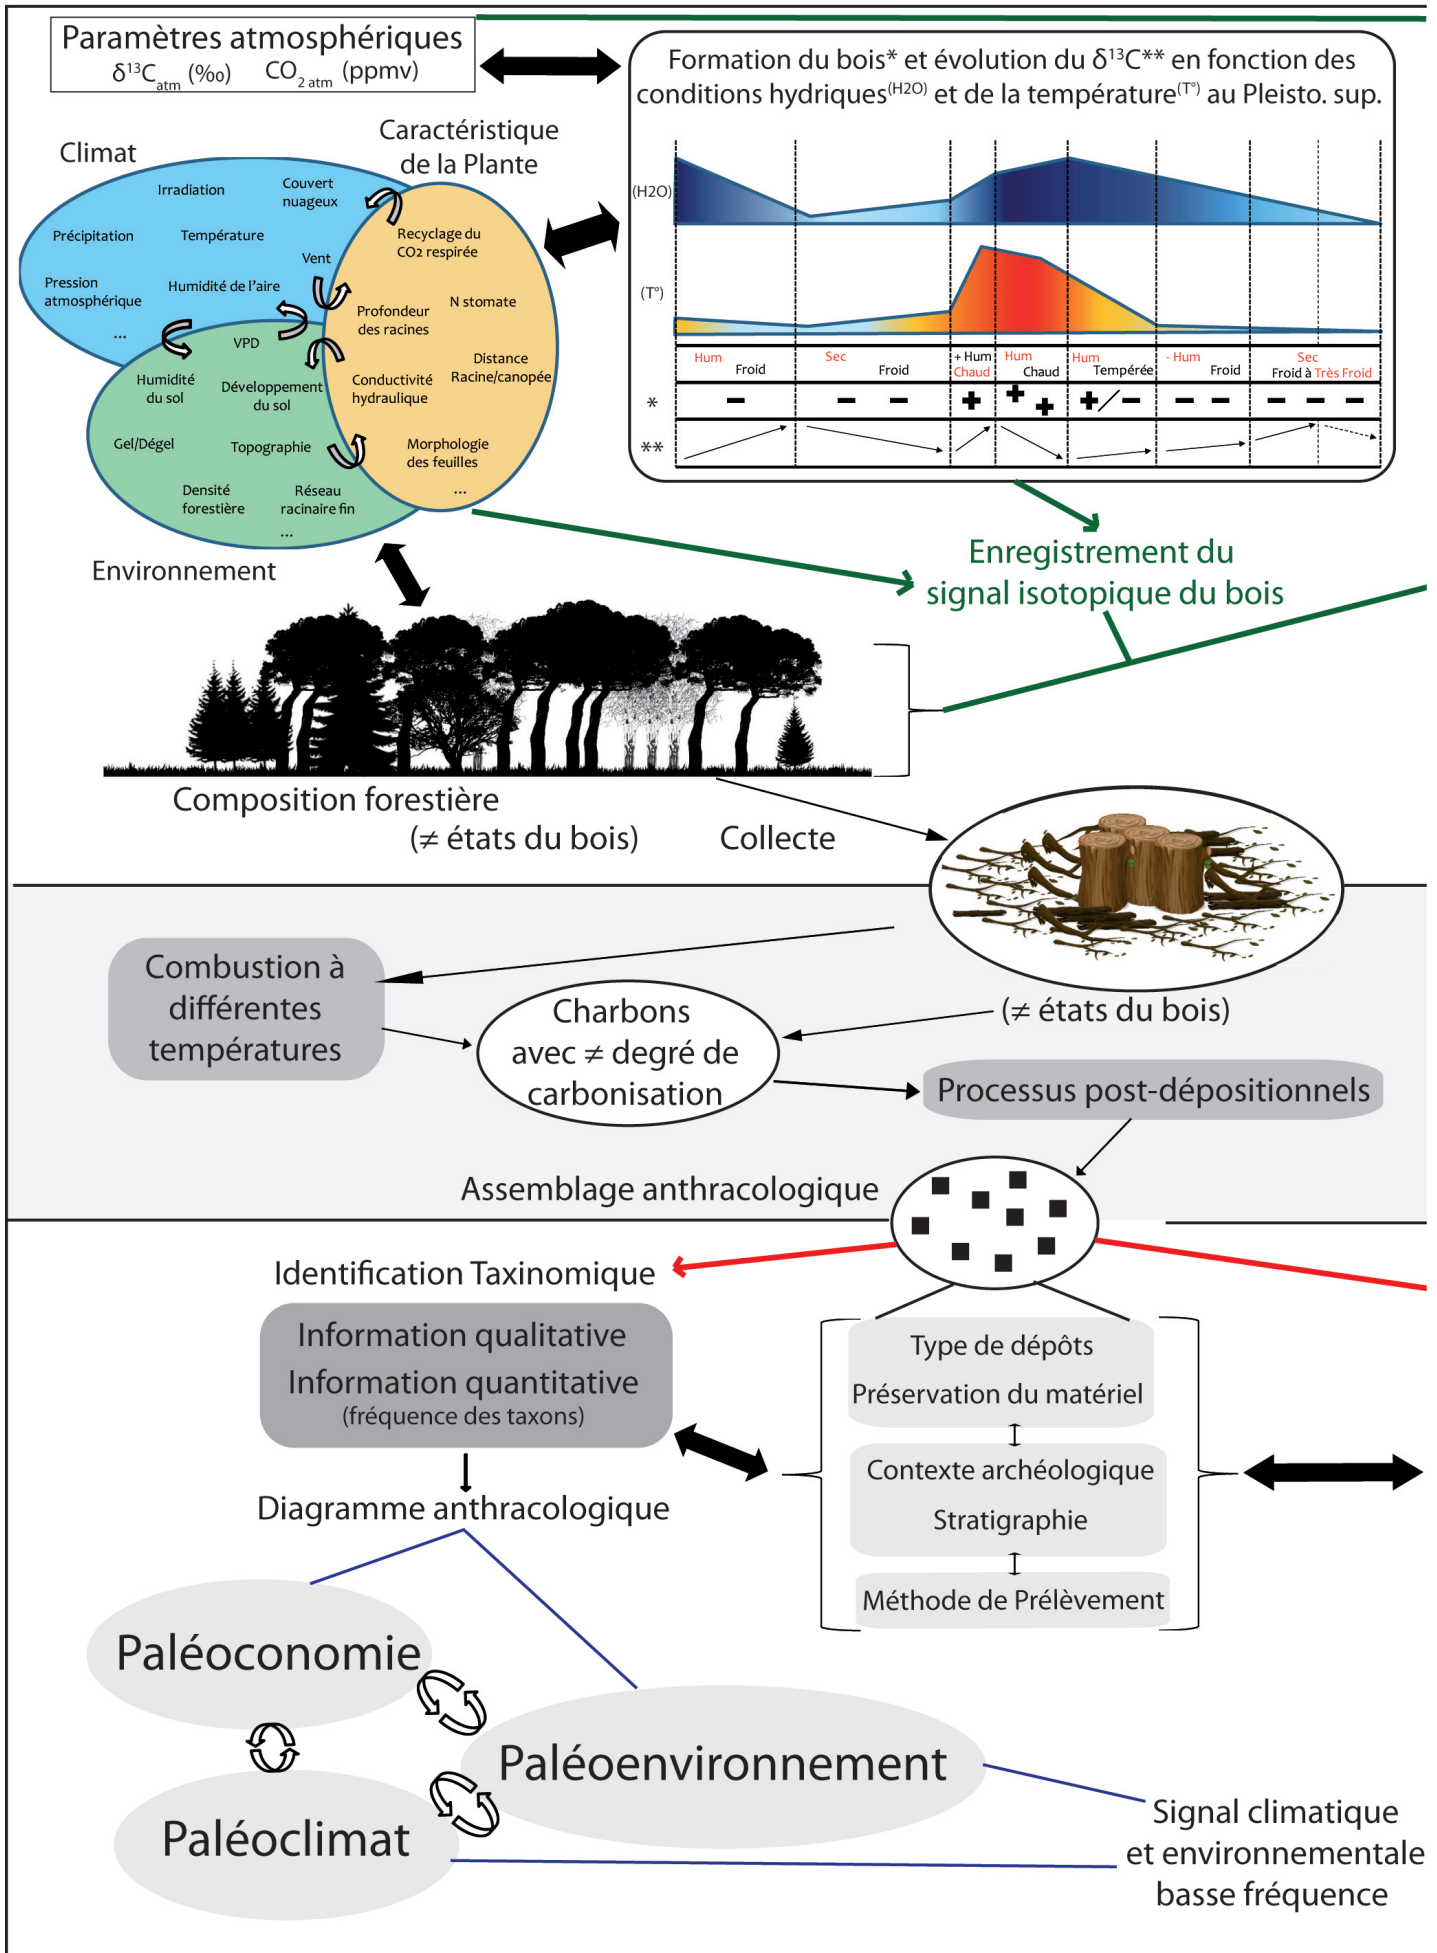 Paramètres atmosphériques
δ¹³Catm (‰) CO2 atm (ppmv)
Formation du bois* et évolution du δ¹³C** en fonction des
conditions hydriques(H2O) et de la température(T°) au Pleisto. sup.
Climat
Caractéristique
de la Plante
Irradiation
Couvert
nuageux
Précipitation
Température
Vent
Pression
atmosphérique
Humidité de l'aire
...
Recyclage du
CO2 respirée
N stomate
Profondeur
des racines
Distance
Racine/canopée
Conductivité
hydraulique
Morphologie
des feuilles
...
VPD
Humidité
du sol
Développement
du sol
Gel/Dégel
Topographie
Densité
forestière
Réseau
racinaire fin
...
Environnement
(H2O)
(T°)
Hum
Froid
Sec
Froid
+ Hum
Chaud
Hum
Chaud
Hum
Tempérée
- Hum
Froid
Sec
Froid à Très Froid
* - - - + + + +/- - - - - -
**
Enregistrement du
signal isotopique du bois
Composition forestière
(≠ états du bois)
Collecte
Combustion à
différentes
températures
(≠ états du bois)
Charbons
avec ≠ degré de
carbonisation
Processus post-dépositionnels
Assemblage anthracologique
Identification Taxinomique
Information qualitative
Information quantitative
(fréquence des taxons)
Type de dépôts
Préservation du matériel
Contexte archéologique
Stratigraphie
Méthode de Prélèvement
Diagramme anthracologique
Paléoconomie
Paléoenvironnement
Paléoclimat
Signal climatique
et environnementale
basse fréquence